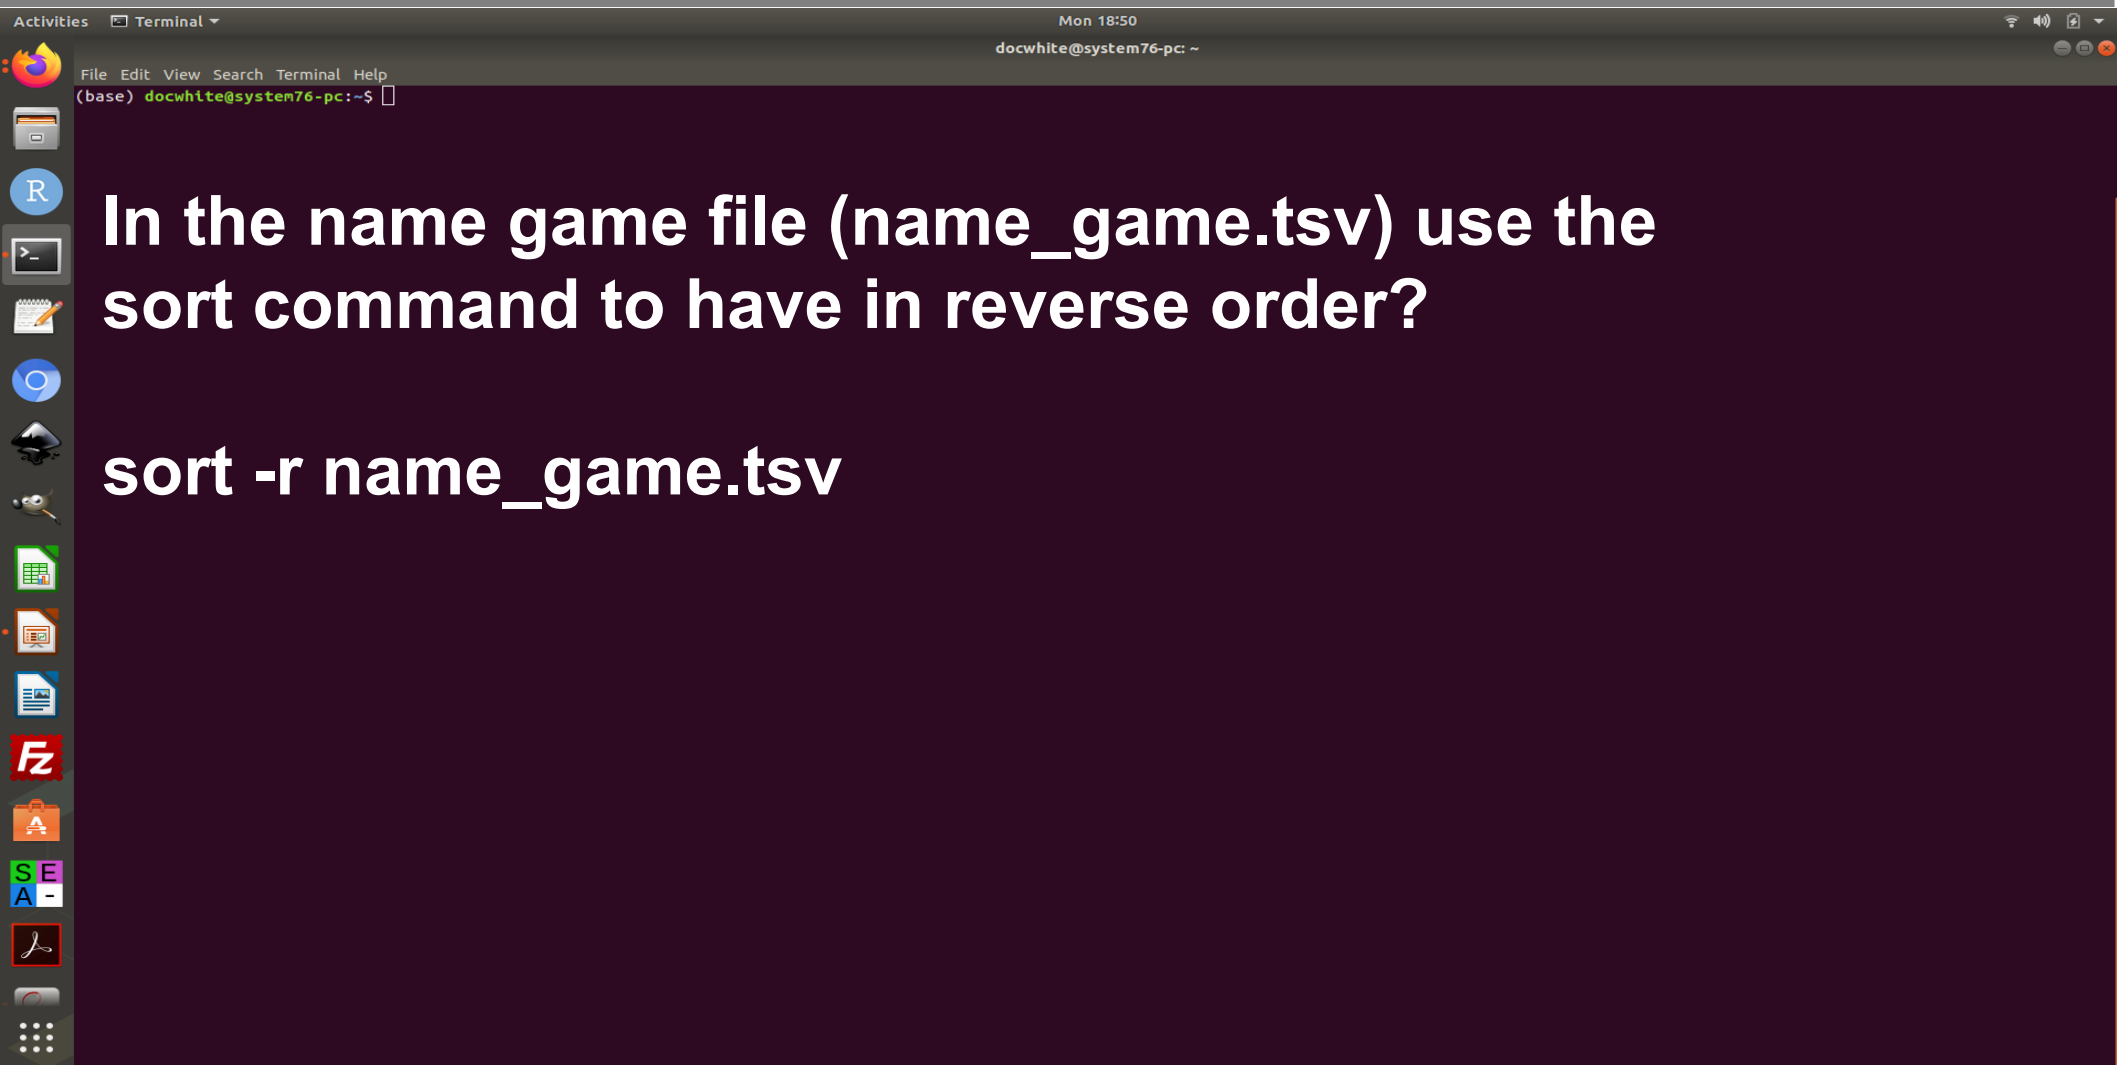 Activities Terminal Mon 18:50
docwhite@system76-pc: ~
File Edit View Search Terminal Help
(base) docwhite@system76-pc:~$
In the name game file (name_game.tsv) use the
sort command to have in reverse order?
sort -r name_game.tsv
R
>_
Fz
A
S E
A -